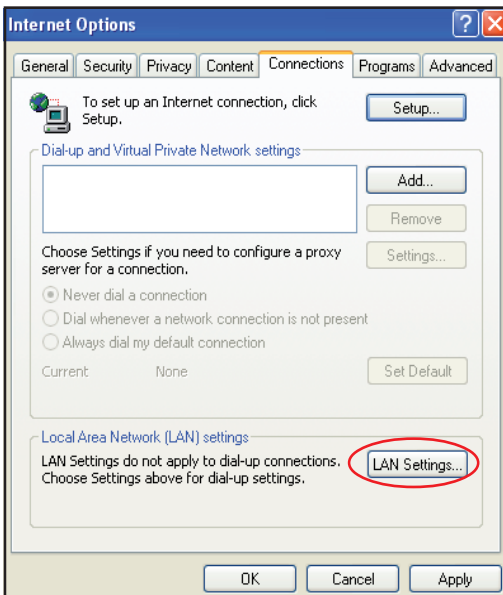 Internet Options
General Security Privacy Content Connections Programs Advanced
To set up an Internet connection, click
Setup.
Setup...
Dial-up and Virtual Private Network settings
Add...
Remove
Choose Settings if you need to configure a proxy
server for a connection.
Settings...
Never dial a connection
Dial whenever a network connection is not present
Always dial my default connection
Current None
Set Default
Local Area Network (LAN) settings
LAN Settings do not apply to dial-up connections.
Choose Settings above for dial-up settings.
LAN Settings...
OK Cancel Apply